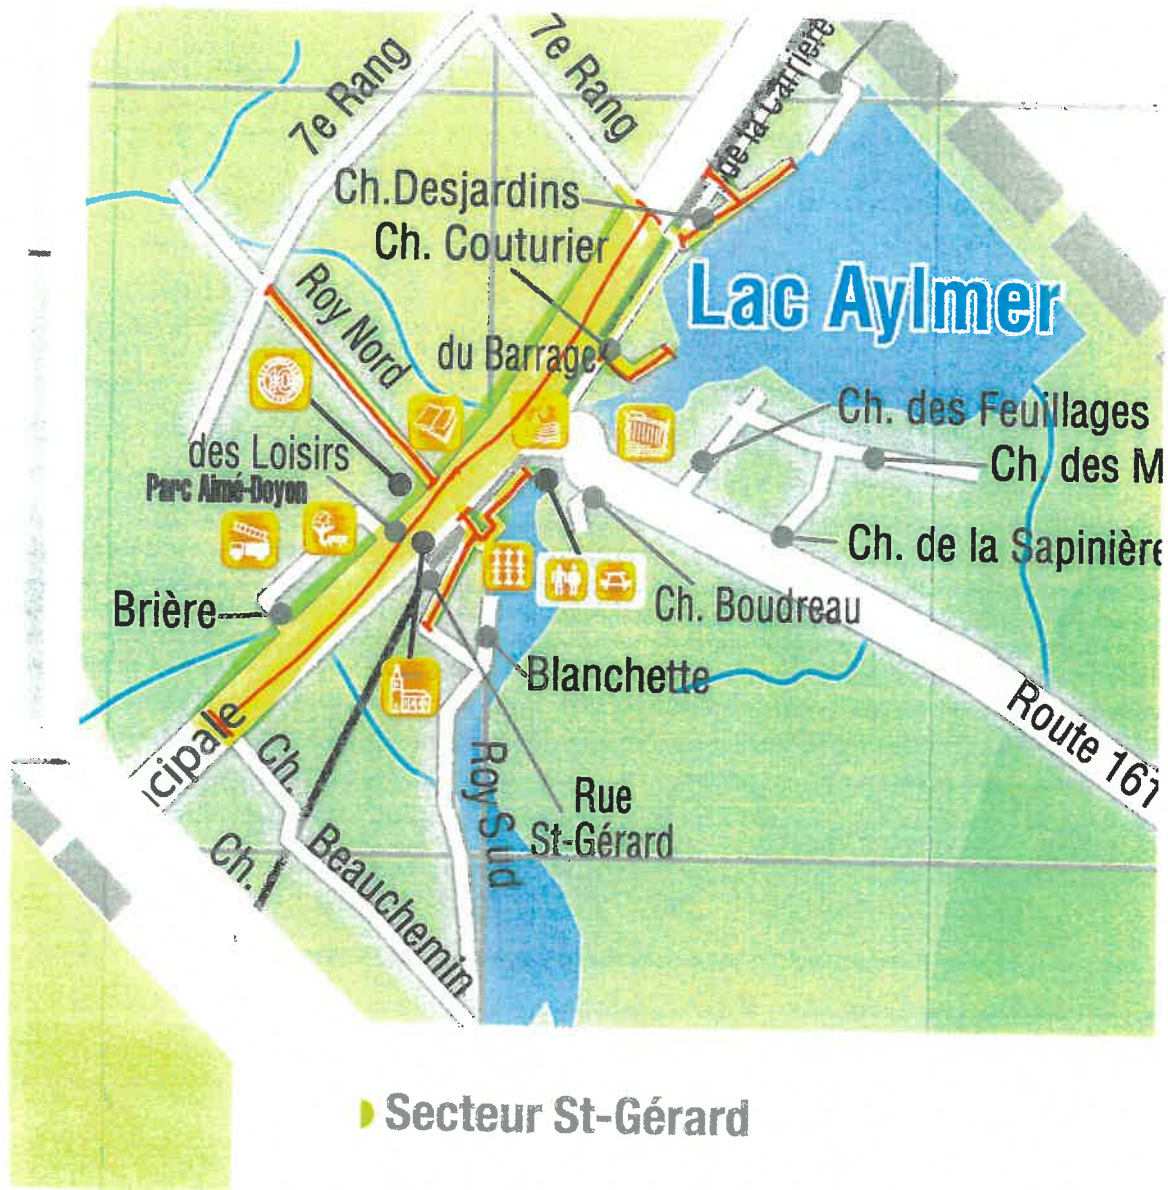 7e Rang
7e Rang
de la Carrière
Ch.Desjardins
Ch. Couturier
Lac Aylmer
Roy Nord
du Barrage
Ch. des Feuillages
des Loisirs
Ch. des M
Parc Aimé-Doyon
Ch. de la Sapinière
Brière
Ch. Boudreau
Blanchette
Route 161
cipale
Ch.
Roy Sud
Rue
St-Gérard
Ch.
Beauchemin
Secteur St-Gérard